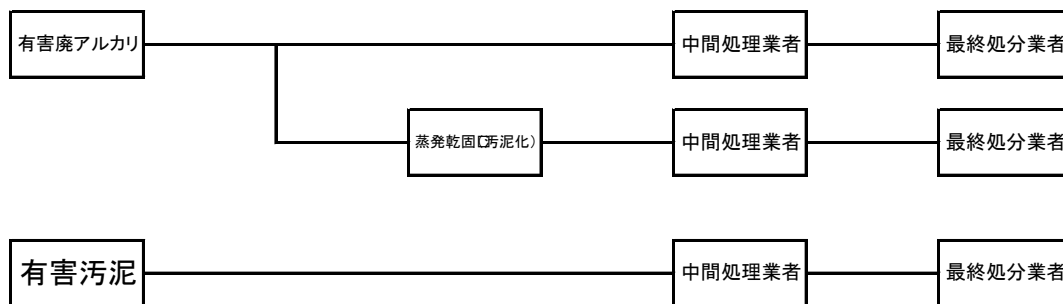 有害廃アルカリ
中間処理業者
最終処分業者
蒸発乾固(汚泥化)
中間処理業者
最終処分業者
有害汚泥
中間処理業者
最終処分業者